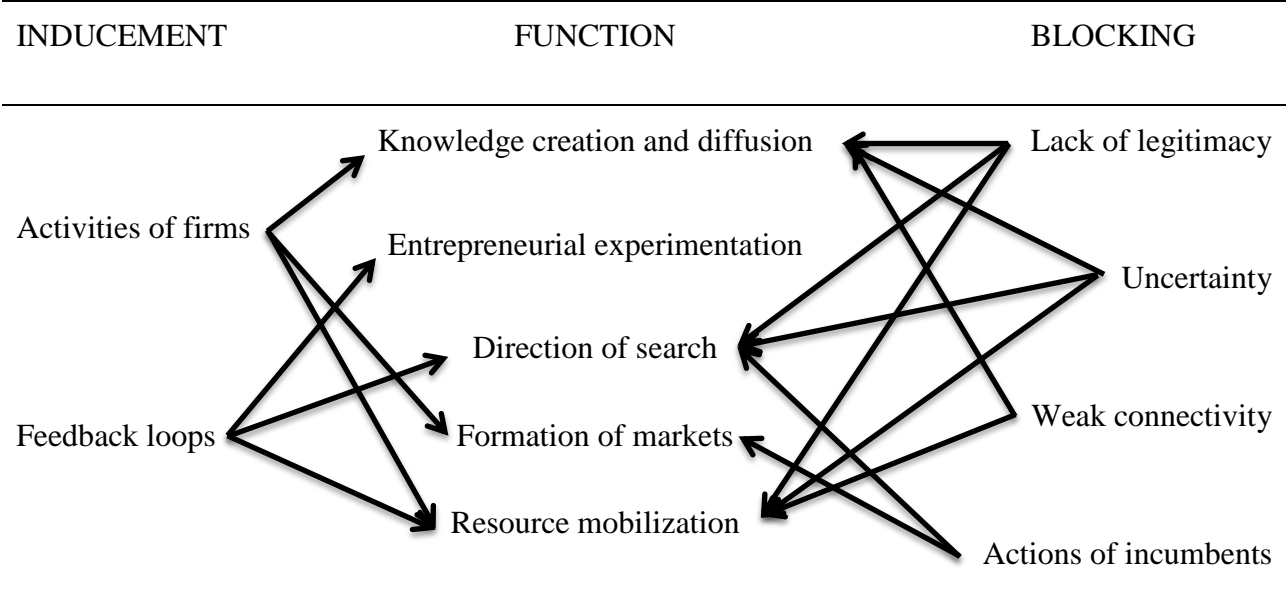 INDUCEMENT FUNCTION BLOCKING
Knowledge creation and diffusion Lack of legitimacy
Activities of firms Entrepreneurial experimentation
Uncertainty
Direction of search
Feedback loops Formation of markets Weak connectivity
Resource mobilization
Actions of incumbents